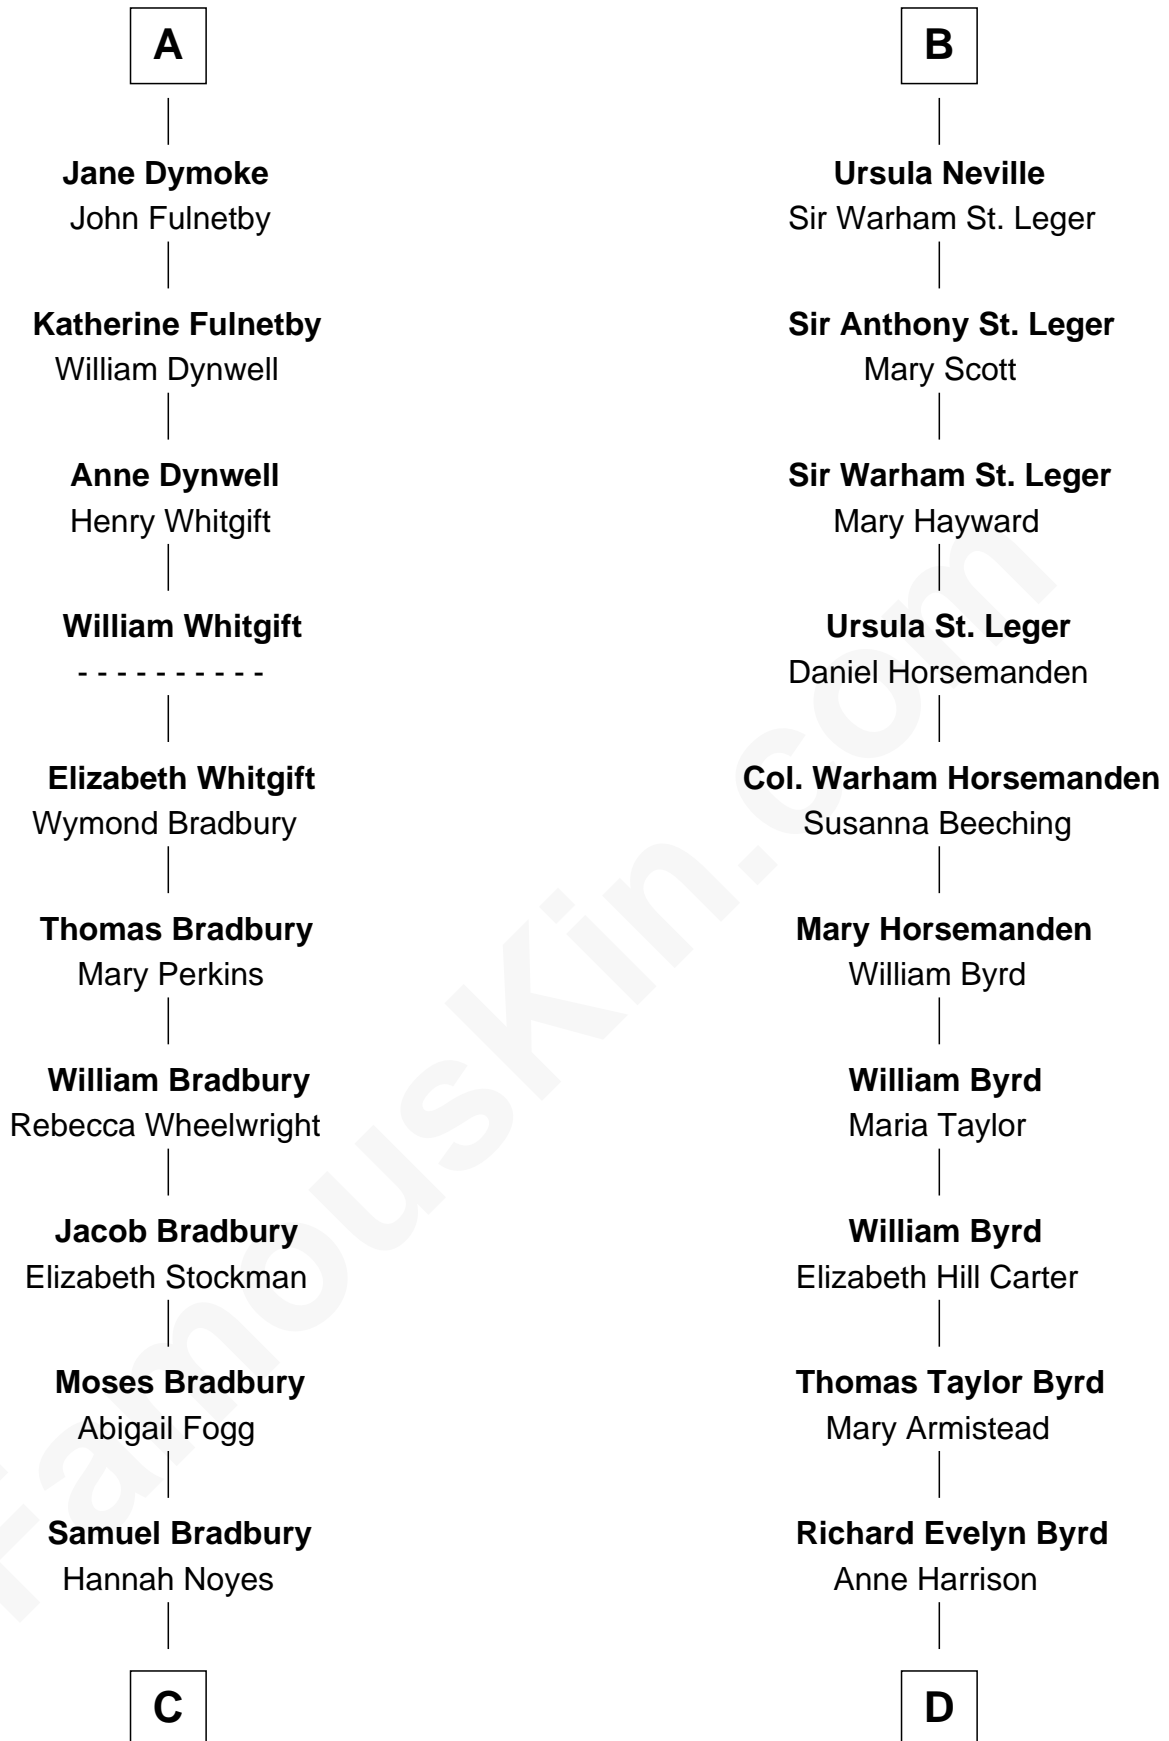 A
Jane Dymoke
John Fulnetby
Katherine Fulnetby
William Dynwell
Anne Dynwell
Henry Whitgift
William Whitgift
- - - - - - - - - -
Elizabeth Whitgift
Wymond Bradbury
Thomas Bradbury
Mary Perkins
William Bradbury
Rebecca Wheelwright
Jacob Bradbury
Elizabeth Stockman
Moses Bradbury
Abigail Fogg
Samuel Bradbury
Hannah Noyes
C
B
Ursula Neville
Sir Warham St. Leger
Sir Anthony St. Leger
Mary Scott
Sir Warham St. Leger
Mary Hayward
Ursula St. Leger
Daniel Horsemanden
Col. Warham Horsemanden
Susanna Beeching
Mary Horsemanden
William Byrd
William Byrd
Maria Taylor
William Byrd
Elizabeth Hill Carter
Thomas Taylor Byrd
Mary Armistead
Richard Evelyn Byrd
Anne Harrison
D
FamousKin.com